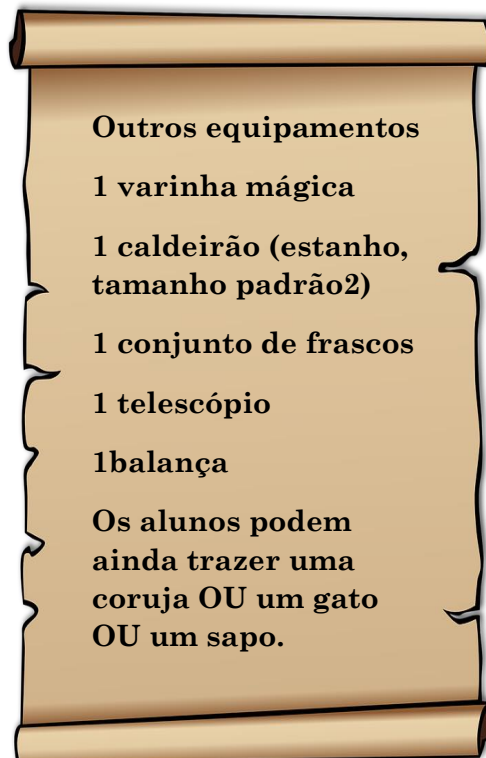 Outros equipamentos
1 varinha mágica
1 caldeirão (estanho,
tamanho padrão2)
1 conjunto de frascos
1 telescópio
1balança
Os alunos podem
ainda trazer uma
coruja OU um gato
OU um sapo.